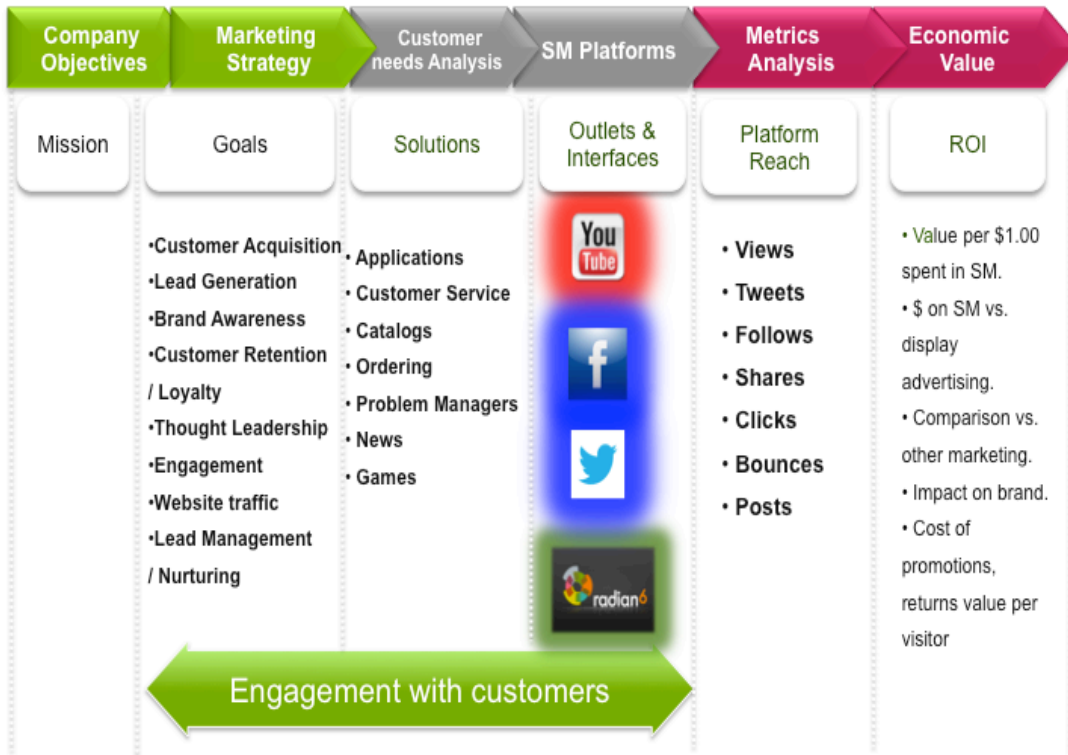 Company
Objectives
Marketing
Strategy
Customer
needs Analysis
SM Platforms
Metrics
Analysis
Economic
Value
Mission
Goals
Solutions
Outlets &
Interfaces
Platform
Reach
ROI
•Customer Acquisition
•Lead Generation
•Brand Awareness
•Customer Retention
/ Loyalty
•Thought Leadership
•Engagement
•Website traffic
•Lead Management
/ Nurturing
• Applications
• Customer Service
• Catalogs
• Ordering
• Problem Managers
• News
• Games
You
Tube
f
radian6
• Views
• Tweets
• Follows
• Shares
• Clicks
• Bounces
• Posts
• Value per $1.00
spent in SM.
• $ on SM vs.
display
advertising.
• Comparison vs.
other marketing.
• Impact on brand.
• Cost of
promotions,
returns value per
visitor
Engagement with customers